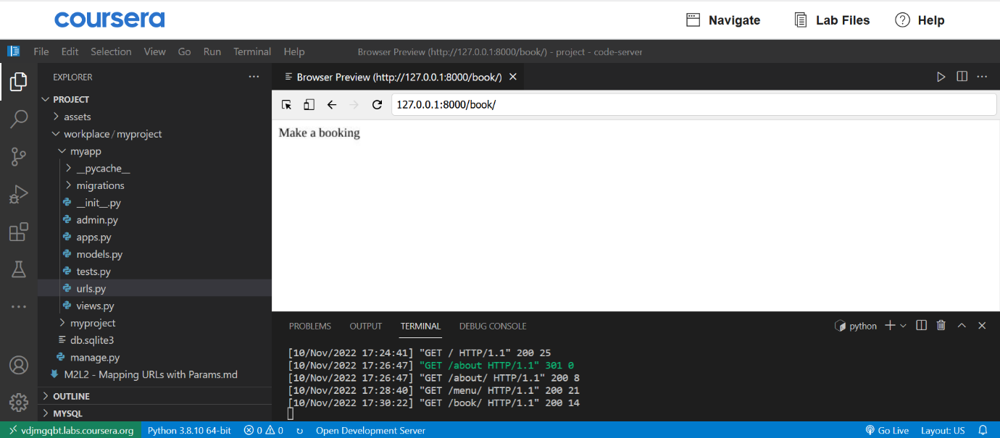 coursera
Navigate
Lab Files
Help
File Edit Selection View Go Run Terminal Help
Browser Preview (http://127.0.0.1:8000/book/) - project - code-server
EXPLORER
PROJECT
assets
workplace / myproject
myapp
__pycache__
migrations
__init__.py
admin.py
apps.py
models.py
tests.py
urls.py
views.py
myproject
db.sqlite3
manage.py
M2L2 - Mapping URLs with Params.md
OUTLINE
MYSQL
Browser Preview (http://127.0.0.1:8000/book/)
127.0.0.1:8000/book/
Make a booking
PROBLEMS OUTPUT TERMINAL DEBUG CONSOLE
python
[10/Nov/2022 17:24:41] "GET / HTTP/1.1" 200 25
[10/Nov/2022 17:26:47] "GET /about HTTP/1.1" 301 0
[10/Nov/2022 17:26:47] "GET /about/ HTTP/1.1" 200 8
[10/Nov/2022 17:28:40] "GET /menu/ HTTP/1.1" 200 21
[10/Nov/2022 17:30:22] "GET /book/ HTTP/1.1" 200 14
vdjmgqbt.labs.coursera.org Python 3.8.10 64-bit 0 0 Open Development Server Go Live Layout: US